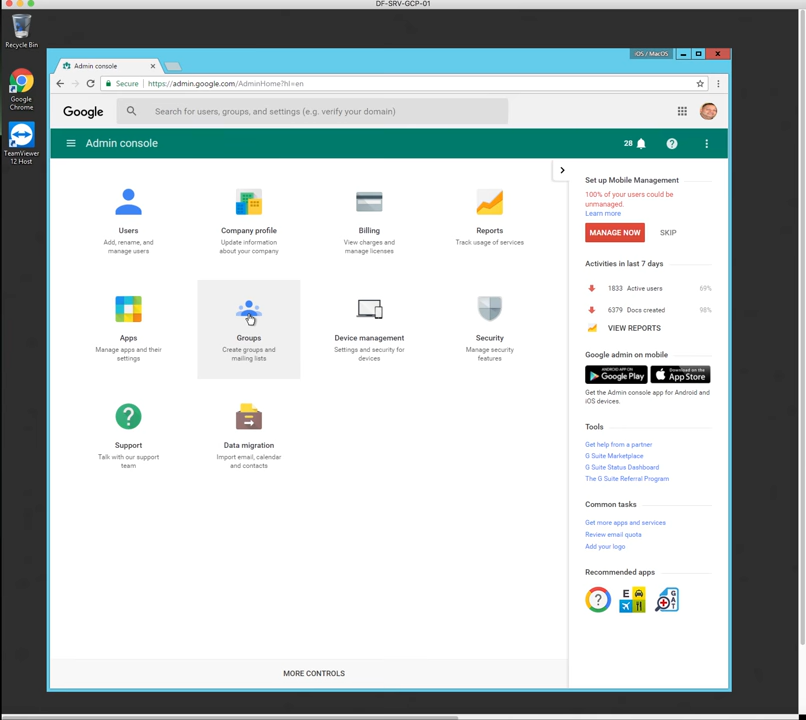 DF-SRV-GCP-01
Recycle Bin
Google
Chrome
TeamViewer
12 Host
iOS / MacOS
Admin console
Secure
https://admin.google.com/AdminHome?hl=en
Google
Search for users, groups, and settings (e.g. verify your domain)
Admin console
28
Users
Add, rename, and
manage users
Company profile
Update information
about your company
Billing
View charges and
manage licenses
Reports
Track usage of services
Apps
Manage apps and their
settings
Groups
Create groups and
mailing lists
Device management
Settings and security for
devices
Security
Manage security
features
Support
Talk with our support
team
Data migration
Import email, calendar
and contacts
MORE CONTROLS
Set up Mobile Management
100% of your users could be
unmanaged.
Learn more
MANAGE NOW SKIP
Activities in last 7 days
1833 Active users 69%
6379 Docs created 98%
VIEW REPORTS
Google admin on mobile
ANDROID APP ON
Google Play
Download on the
App Store
Get the Admin console app for Android and
iOS devices.
Tools
Get help from a partner
G Suite Marketplace
G Suite Status Dashboard
The G Suite Referral Program
Common tasks
Get more apps and services
Review email quota
Add your logo
Recommended apps
?
E
GAT